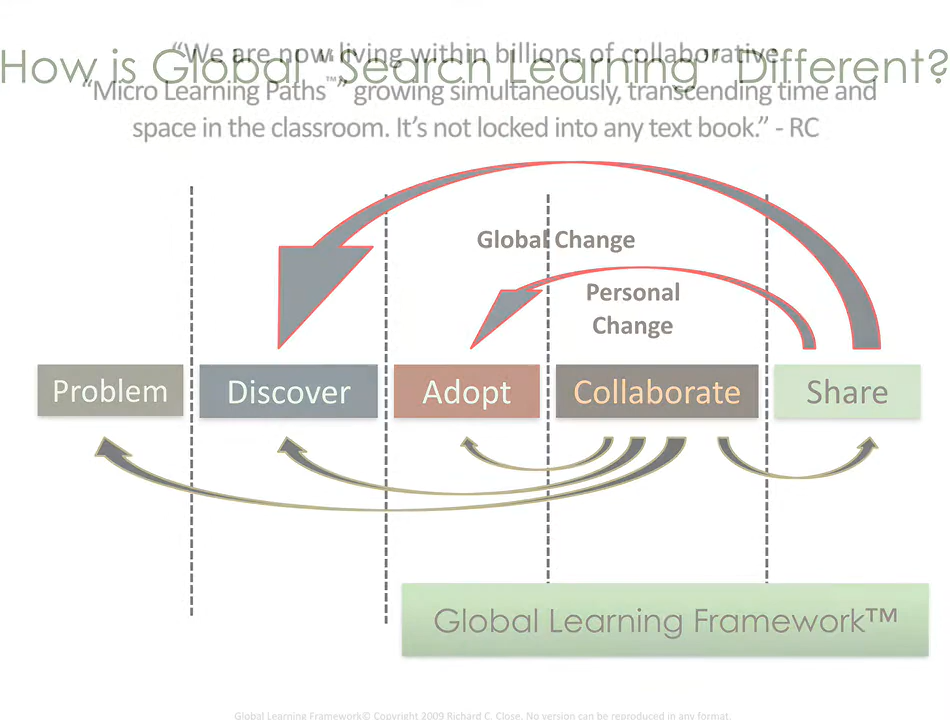 How is Global "Search Learning" Different?
"We are now living within billions of collaborative
"Micro Learning Paths™" growing simultaneously, transcending time and
space in the classroom. It's not locked into any text book." - RC
Global Change
Personal
Change
Problem
Discover
Adopt
Collaborate
Share
Global Learning Framework™
Global Learning Framework© Copyright 2009 Richard C. Close. No version can be reproduced in any format.